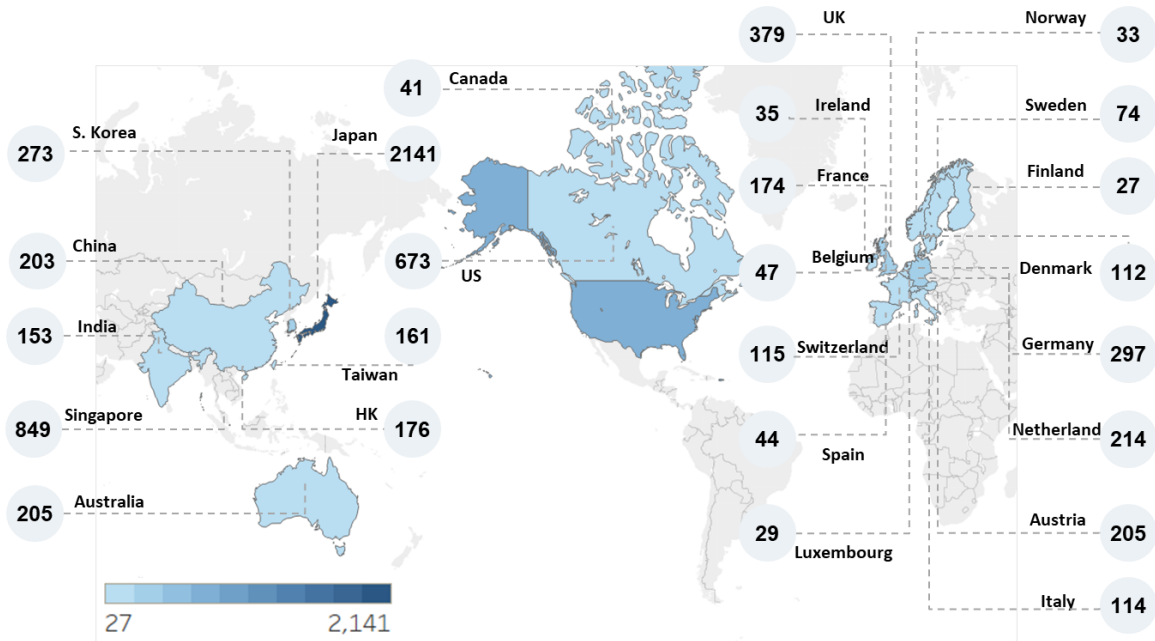 UK
379
Norway
33
Canada
41
Ireland
35
Sweden
74
S. Korea
273
Japan
2141
France
174
Finland
27
China
203
673
US
Belgium
47
Denmark
112
India
153
161
Taiwan
Switzerland
115
Germany
297
Singapore
849
HK
176
44
Spain
Netherland
214
Australia
205
29
Luxembourg
Austria
205
Italy
114
27 2,141